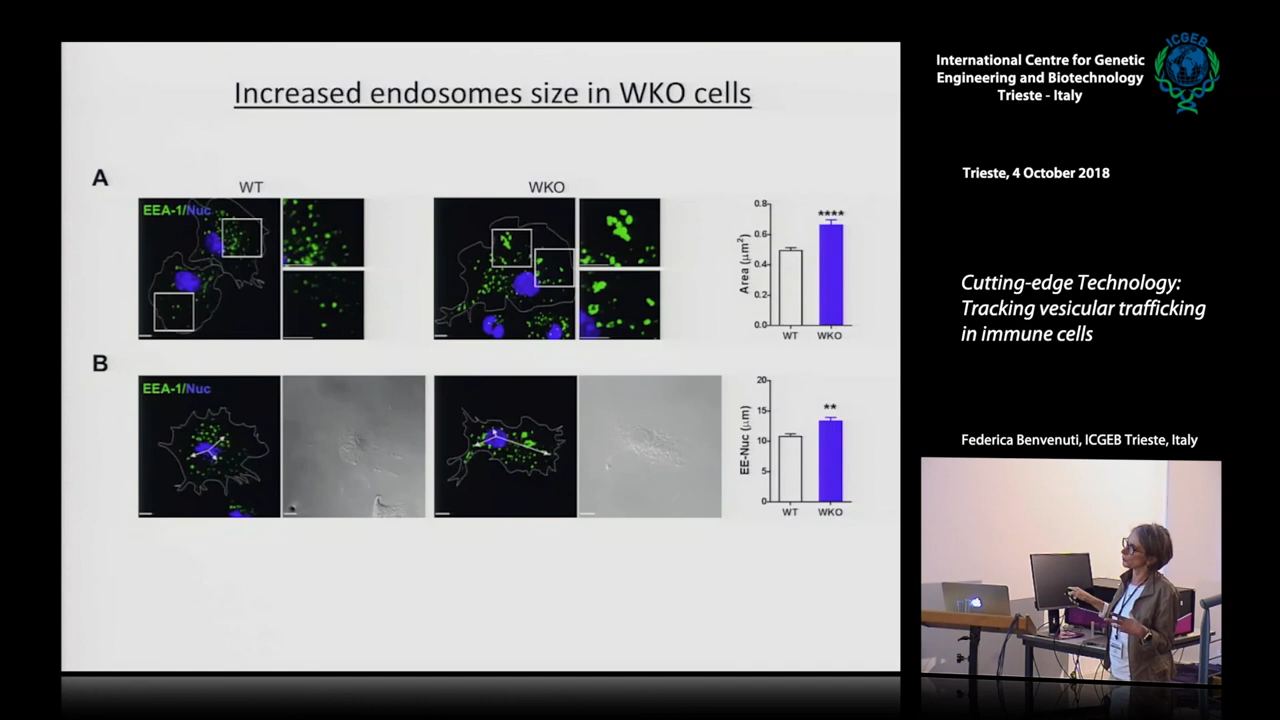 Increased endosomes size in WKO cells
A
WT
WKO
EEA-1/Nuc
Area (µm²)
0.8
0.6
0.4
0.2
0.0
****
WT
WKO
B
EEA-1/Nuc
EE-Nuc (µm)
20
15
10
5
0
**
WT
WKO
International Centre for Genetic
Engineering and Biotechnology
Trieste - Italy
ICGEB
Trieste, 4 October 2018
Cutting-edge Technology:
Tracking vesicular trafficking
in immune cells
Federica Benvenuti, ICGEB Trieste, Italy